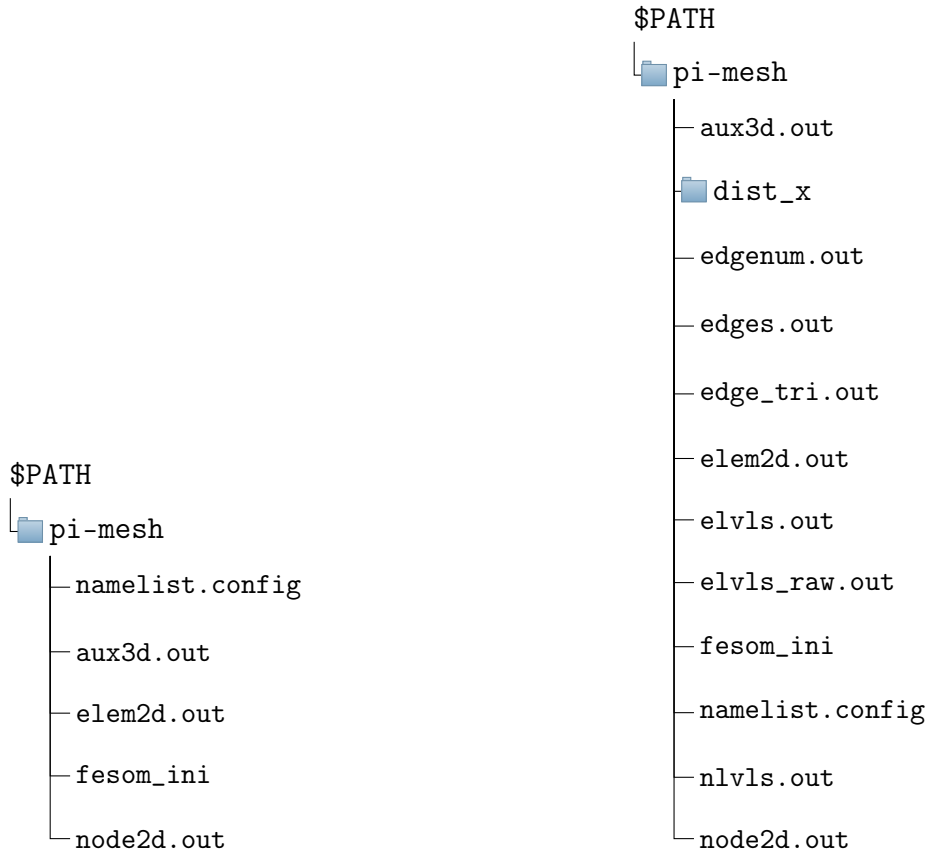 $PATH
pi-mesh
namelist.config
aux3d.out
elem2d.out
fesom_ini
node2d.out
$PATH
pi-mesh
aux3d.out
dist_x
edgenum.out
edges.out
edge_tri.out
elem2d.out
elvls.out
elvls_raw.out
fesom_ini
namelist.config
nlvls.out
node2d.out